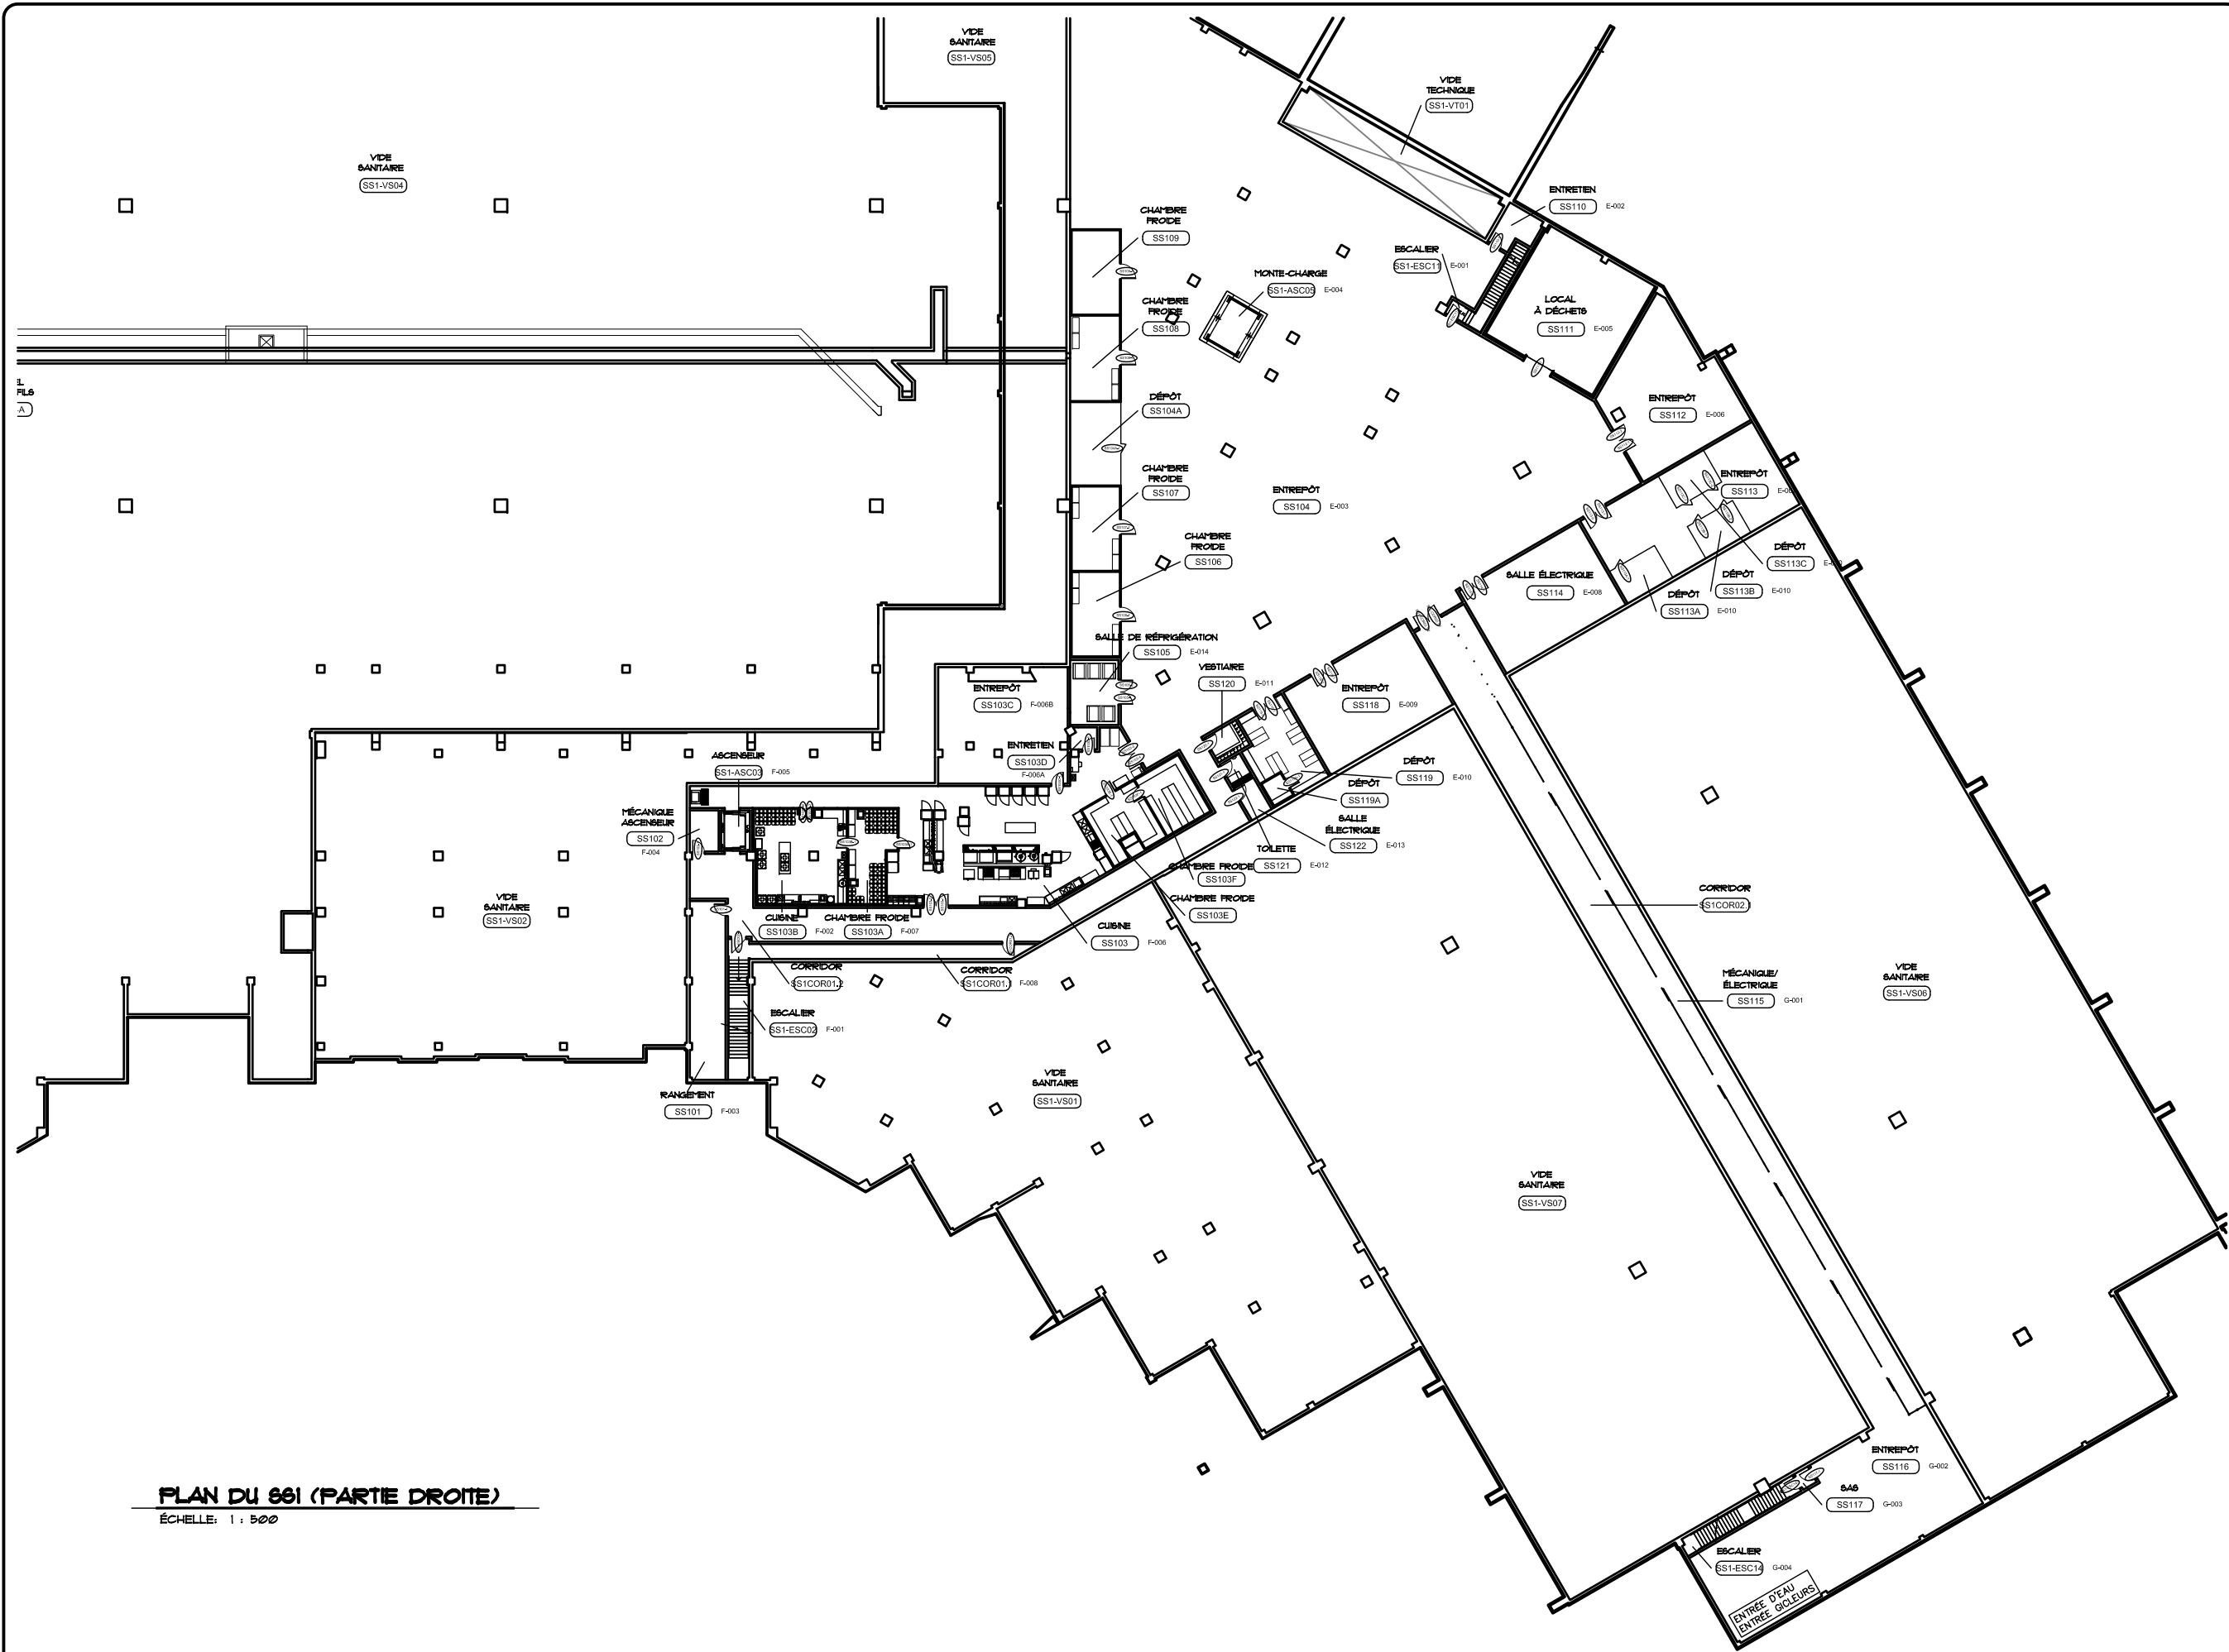 VIDE
SANITAIRE
SS1-VS05
VIDE
TECHNIQUE
SS1-VT01
VIDE
SANITAIRE
SS1-VS04
ENTRETIEN
SS110 E-002
CHAMBRE
FROIDE
SS109
ESCALIER
SS1-ESC11 E-001
MONTE-CHARGE
SS1-ASC05 E-004
CHAMBRE
FROIDE
SS108
LOCAL
À DÉCHETS
SS111 E-005
FILS
-A
DÉPÔT
SS104A
ENTREPÔT
SS112 E-006
CHAMBRE
FROIDE
SS107
ENTREPÔT
SS104 E-003
ENTREPÔT
SS113
CHAMBRE
FROIDE
SS106
DÉPÔT
SS113C
SALLE ÉLECTRIQUE
SS114 E-008
DÉPÔT
SS113B E-010
DÉPÔT
SS113A E-010
SALLE DE RÉFRIGÉRATION
SS105 E-014
VESTIAIRE
SS120 E-011
ENTREPÔT
SS103C F-006B
ENTREPÔT
SS118 E-009
ENTRETIEN
SS103D
F-006A
ASCENSEUR
SS1-ASC03 F-005
DÉPÔT
SS119 E-010
DÉPÔT
SS119A
MÉCANIQUE
ASCENSEUR
SS102
F-004
SALLE
ÉLECTRIQUE
SS122 E-013
TOILETTE
SS121 E-012
CHAMBRE FROIDE
SS103F
CHAMBRE FROIDE
SS103E
VIDE
SANITAIRE
SS1-VS02
CUISINE
SS103B F-002
CHAMBRE FROIDE
SS103A F-007
CUISINE
SS103 F-006
CORRIDOR
SS1COR02.1
CORRIDOR
SS1COR01.2
CORRIDOR
SS1COR01.1 F-008
MÉCANIQUE/
ÉLECTRIQUE
SS115 G-001
VIDE
SANITAIRE
SS1-VS06
ESCALIER
SS1-ESC02 F-001
VIDE
SANITAIRE
SS1-VS01
RANGEMENT
SS101 F-003
VIDE
SANITAIRE
SS1-VS07
ENTREPÔT
SS116 G-002
SAS
SS117 G-003
ESCALIER
SS1-ESC14 G-004
ENTRÉE D'EAU
ENTRÉE GICLEURS
PLAN DU SS1 (PARTIE DROITE)
ÉCHELLE: 1 : 500